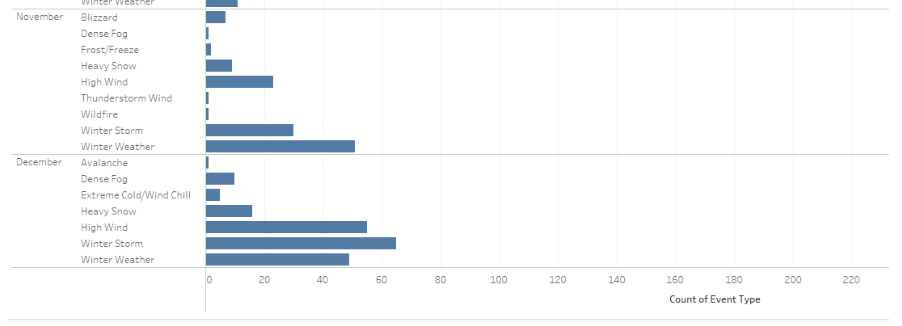 Winter Weather
November Blizzard
Dense Fog
Frost/Freeze
Heavy Snow
High Wind
Thunderstorm Wind
Wildfire
Winter Storm
Winter Weather
December Avalanche
Dense Fog
Extreme Cold/Wind Chill
Heavy Snow
High Wind
Winter Storm
Winter Weather
0 20 40 60 80 100 120 140 160 180 200 220
Count of Event Type